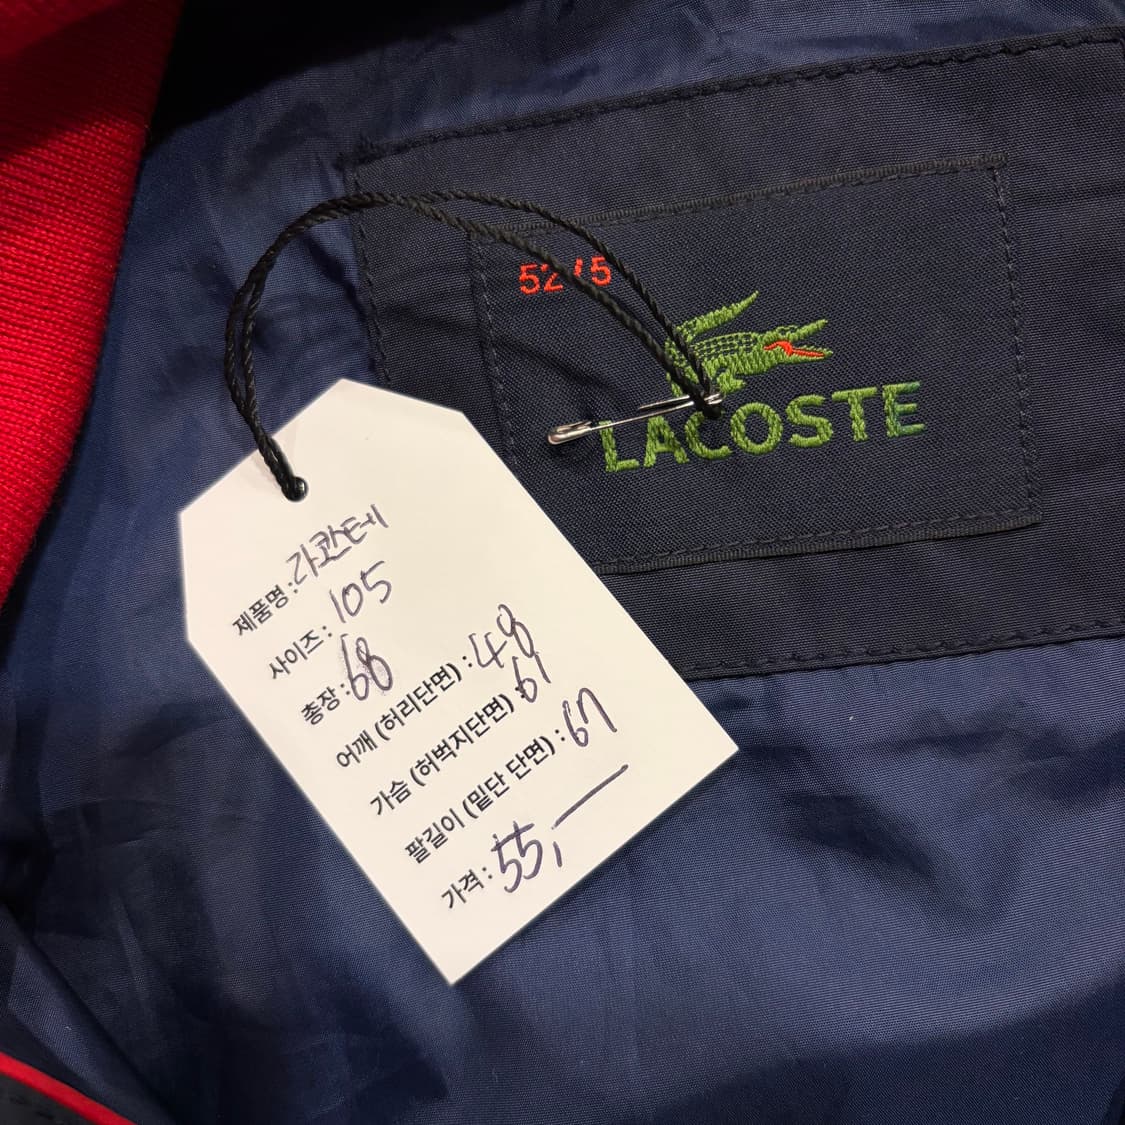 52 / 5
LACOSTE
제품명 : 라코스테
사이즈 : 105
총장 : 68
어깨 (허리단면) : 48
가슴 (허벅지단면) : 61
팔길이 (밑단 단면) : 67
가격 : 55,—